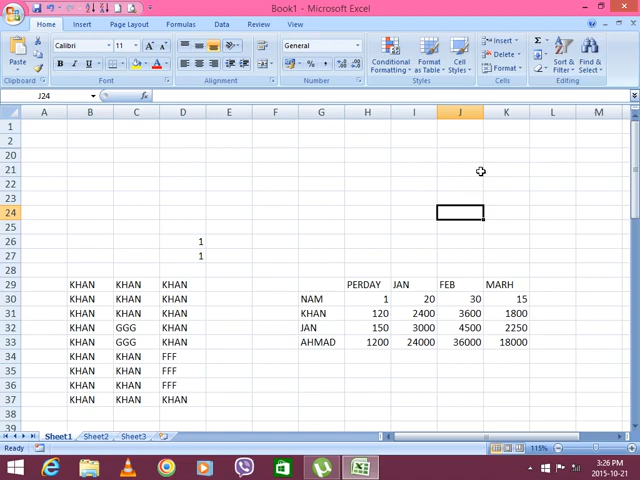 Book1 - Microsoft Excel
Home Insert Page Layout Formulas Data Review View
Paste Calibri 11 A A General Conditional Formatting Format as Table Cell Styles Insert Delete Format Σ Sort & Filter Find & Select
B I U $ % ,
Clipboard Font Alignment Number Styles Cells Editing
J24 fx
A B C D E F G H I J K L M
1
2
20
21
22
23
24
25
26 1
27 1
28
29 KHAN KHAN KHAN PERDAY JAN FEB MARH
30 KHAN KHAN KHAN NAM 1 20 30 15
31 KHAN KHAN KHAN KHAN 120 2400 3600 1800
32 KHAN GGG KHAN JAN 150 3000 4500 2250
33 KHAN GGG KHAN AHMAD 1200 24000 36000 18000
34 KHAN KHAN FFF
35 KHAN KHAN FFF
36 KHAN KHAN FFF
37 KHAN KHAN KHAN
38
39
Sheet1 Sheet2 Sheet3
Ready 115%
3:26 PM
2015-10-21